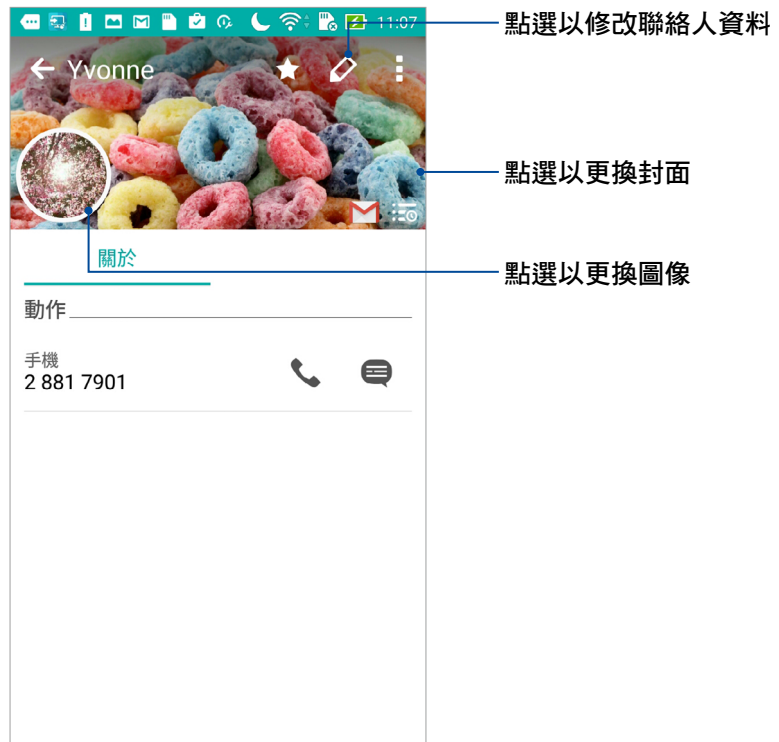 11:07
點選以修改聯絡人資料
Yvonne
點選以更換封面
關於
點選以更換圖像
動作
手機
2 881 7901